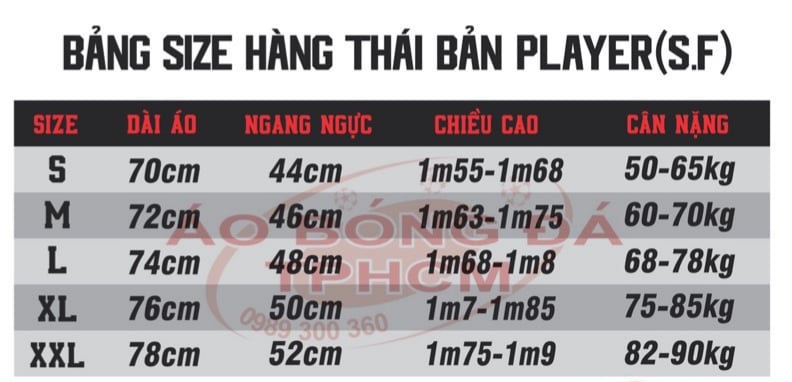 BẢNG SIZE HÀNG THÁI BẢN PLAYER(S.F)
SIZE DÀI ÁO NGANG NGỰC CHIỀU CAO CÂN NẶNG
S 70cm 44cm 1m55-1m68 50-65kg
M 72cm 46cm 1m63-1m75 60-70kg
ÁO BÓNG ĐÁ
L 74cm 48cm 1m68-1m8 68-78kg
TPHCM
XL 76cm 50cm 1m7-1m85 75-85kg
0989 300 360
XXL 78cm 52cm 1m75-1m9 82-90kg